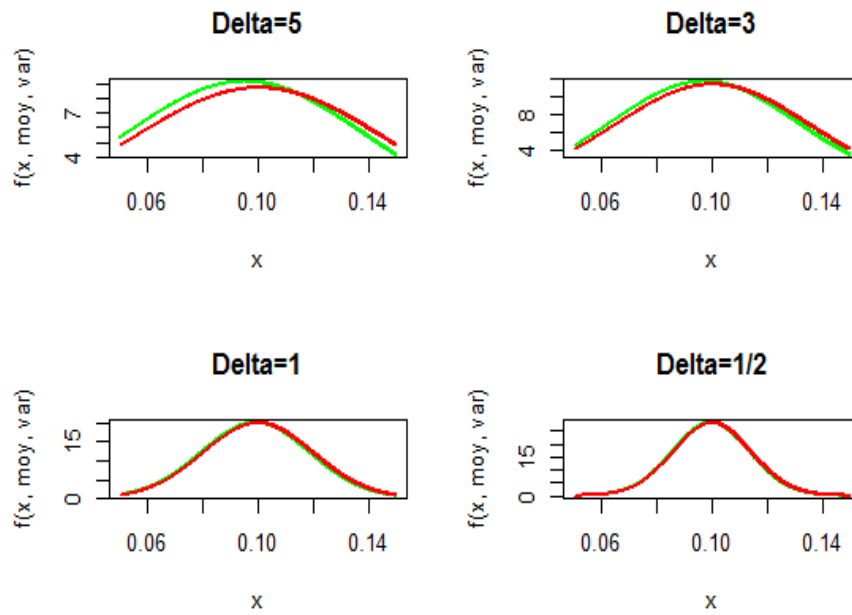 Delta=5
f(x, moy, var)
4 7
0.06 0.10 0.14
x
Delta=3
f(x, moy, var)
4 8
0.06 0.10 0.14
x
Delta=1
f(x, moy, var)
0 15
0.06 0.10 0.14
x
Delta=1/2
f(x, moy, var)
0 15
0.06 0.10 0.14
x